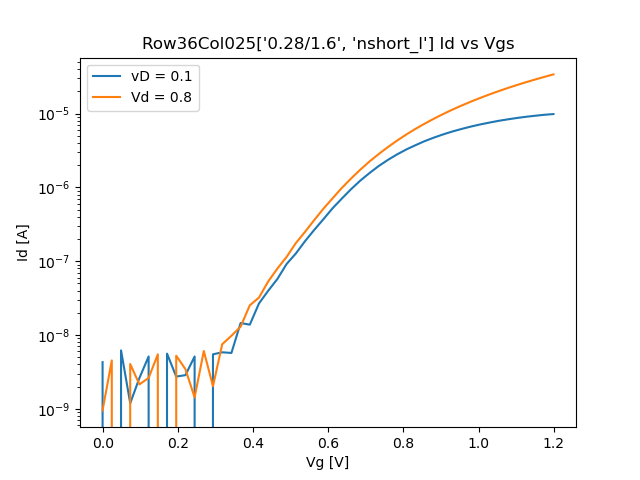 Row36Col025['0.28/1.6', 'nshort_l'] Id vs Vgs
vD = 0.1
Vd = 0.8
Id [A]
10⁻⁵
10⁻⁶
10⁻⁷
10⁻⁸
10⁻⁹
0.0 0.2 0.4 0.6 0.8 1.0 1.2
Vg [V]